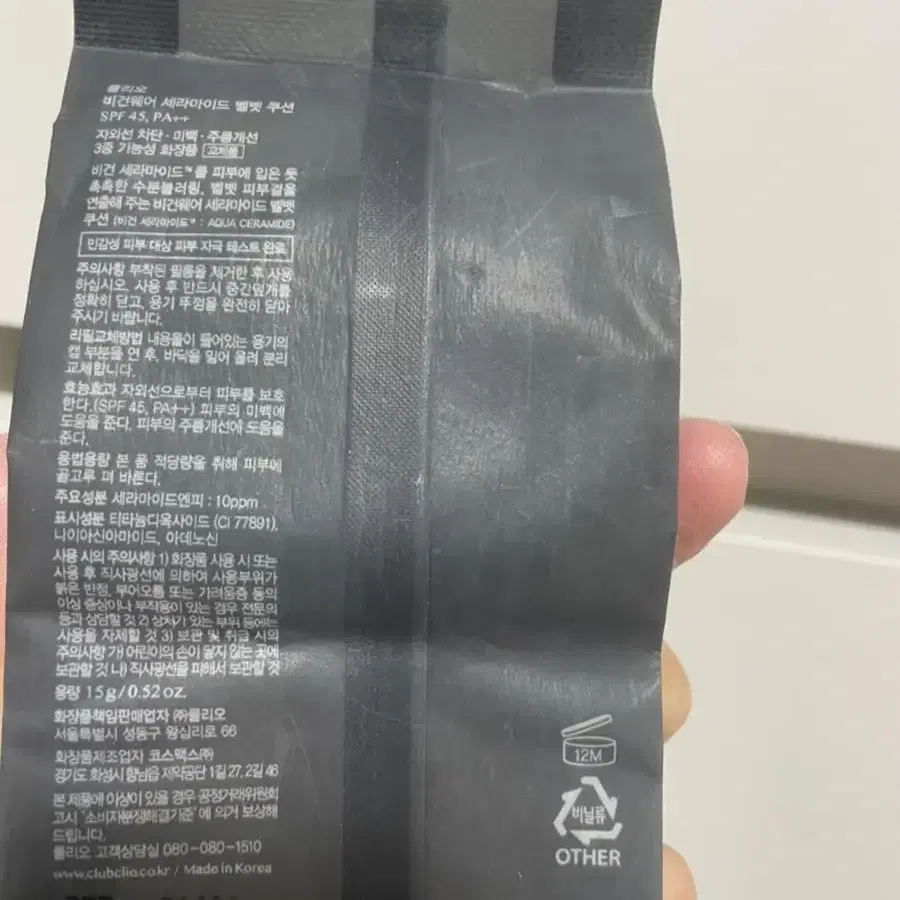 클리오
비건웨어 세라마이드 벨벳 쿠션
SPF 45, PA++
자외선 차단·미백·주름개선
3중 기능성 화장품 교체품
비건 세라마이드™를 피부에 입은 듯
촉촉한 수분블러링, 벨벳 피부결을
연출해 주는 비건웨어 세라마이드 벨벳
쿠션 (비건 세라마이드™ : AQUA CERAMIDE)
민감성 피부 대상 피부 자극 테스트 완료
주의사항 부착된 필름을 제거한 후 사용
하십시오. 사용 후 반드시 중간덮개를
정확히 닫고, 용기 뚜껑을 완전히 닫아
주시기 바랍니다.
리필교체방법 내용물이 들어있는 용기의
캡 부분을 연 후, 바닥을 밀어 올려 분리
교체합니다.
효능효과 자외선으로부터 피부를 보호
한다.(SPF 45, PA++) 피부의 미백에
도움을 준다. 피부의 주름개선에 도움을
준다.
용법용량 본 품 적당량을 취해 피부에
골고루 펴 바른다.
주요성분 세라마이드엔피 : 10ppm
표시성분 티타늄디옥사이드 (CI 77891),
나이아신아마이드, 아데노신
사용 시의 주의사항 1) 화장품 사용 시 또는
사용 후 직사광선에 의하여 사용부위가
붉은 반점, 부어오름 또는 가려움증 등의
이상 증상이나 부작용이 있는 경우 전문의
등과 상담할 것 2) 상처가 있는 부위 등에는
사용을 자제할 것 3) 보관 및 취급 시의
주의사항 가) 어린이의 손이 닿지 않는 곳에
보관할 것 나) 직사광선을 피해서 보관할 것
용량 15g/0.52oz.
화장품책임판매업자 ㈜클리오
서울특별시 성동구 왕십리로 66
화장품제조업자 코스맥스㈜
경기도 화성시 향남읍 제약공단 1길 27, 2길 46
본 제품에 이상이 있을 경우 공정거래위원회
고시 '소비자분쟁해결기준'에 의거 보상해
드립니다.
클리오 고객상담실 080-080-1510
www.clubclio.co.kr / Made in Korea
12M
비닐류
OTHER